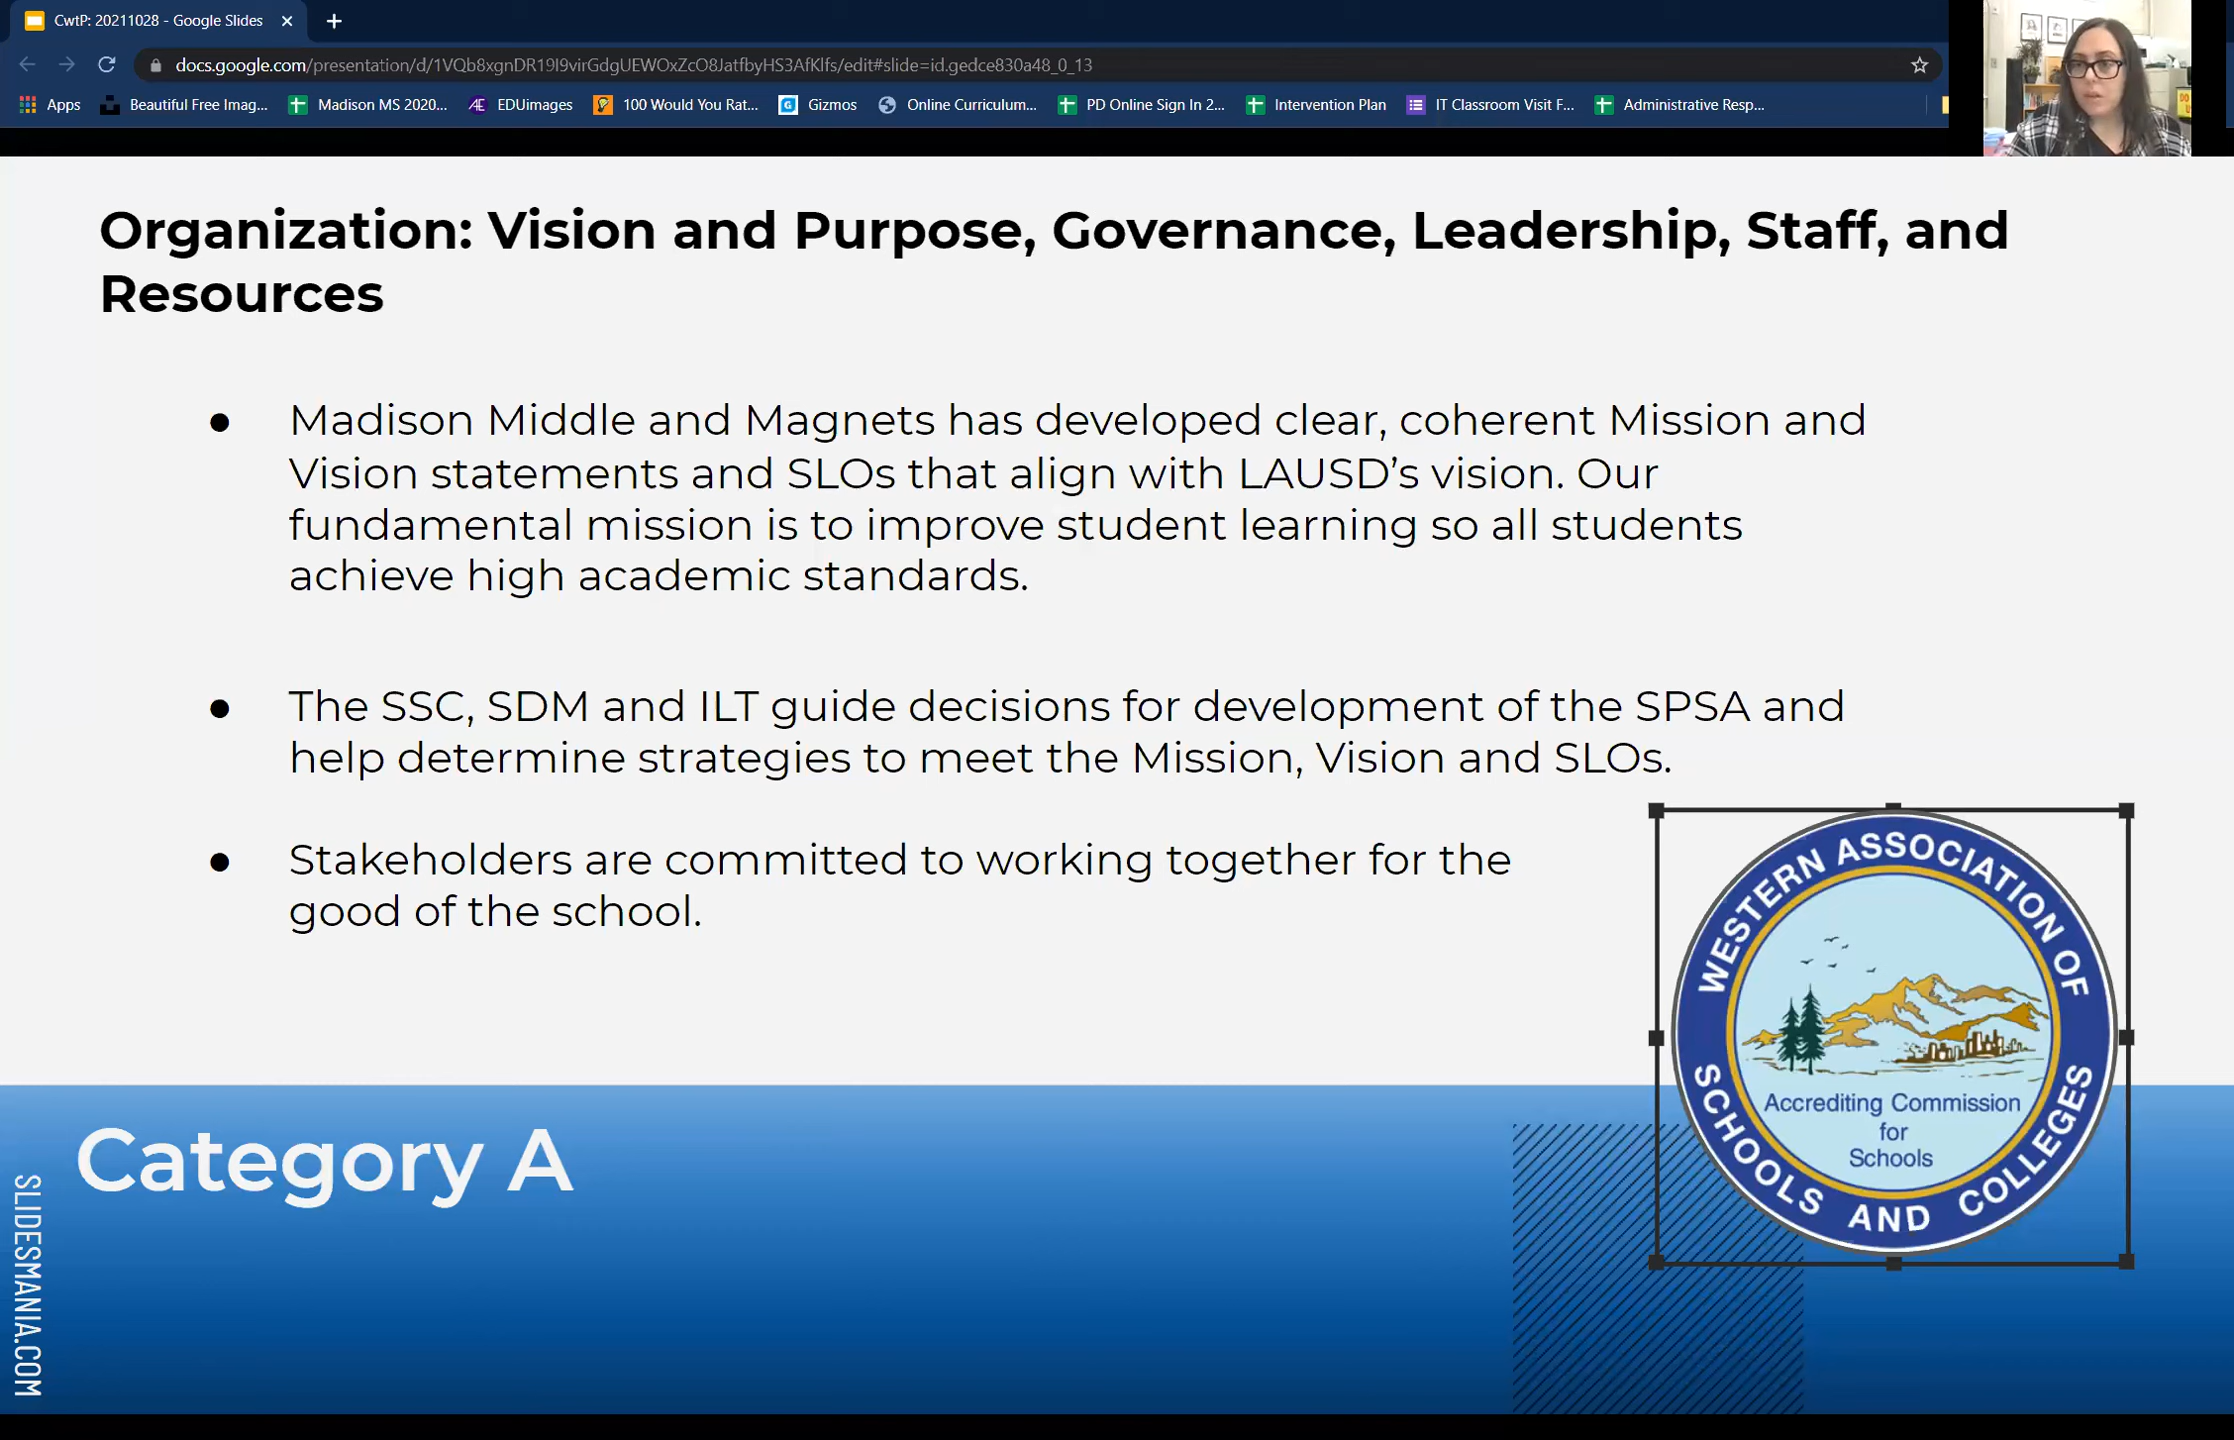 CwtP: 20211028 - Google Slides
docs.google.com/presentation/d/1VQb8xgnDR19I9virGdgUEWOxZcO8JatfbyHS3AfKlfs/edit#slide=id.gedce830a48_0_13
Apps Beautiful Free Imag... Madison MS 2020... EDUimages 100 Would You Rat... Gizmos Online Curriculum... PD Online Sign In 2... Intervention Plan IT Classroom Visit F... Administrative Resp...
Organization: Vision and Purpose, Governance, Leadership, Staff, and
Resources
● Madison Middle and Magnets has developed clear, coherent Mission and
Vision statements and SLOs that align with LAUSD’s vision. Our
fundamental mission is to improve student learning so all students
achieve high academic standards.
● The SSC, SDM and ILT guide decisions for development of the SPSA and
help determine strategies to meet the Mission, Vision and SLOs.
● Stakeholders are committed to working together for the
good of the school.
WESTERN ASSOCIATION OF
SCHOOLS AND COLLEGES
Accrediting Commission
for
Schools
Category A
SLIDESMANIA.COM